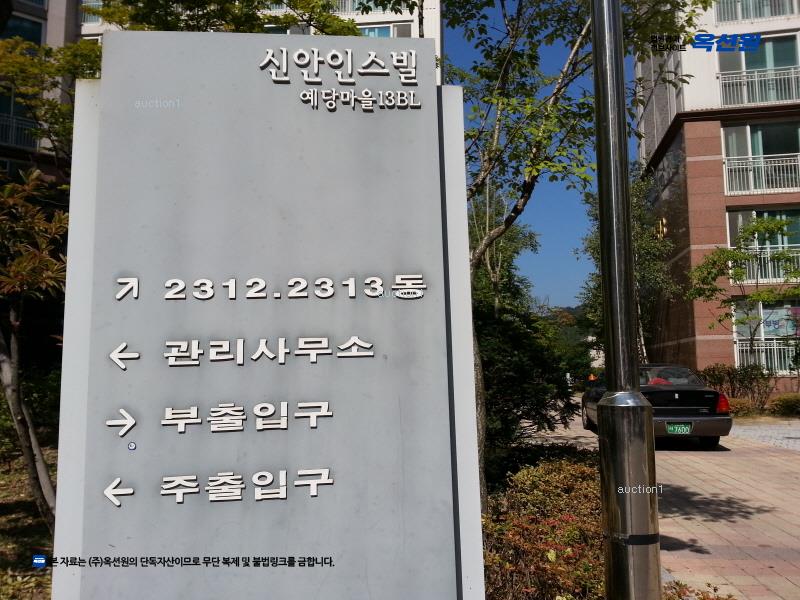 신안인스빌
예당마을13BL
auction1
옥션원
↗ 2312.2313동
auction1
← 관리사무소
→ 부출입구
← 주출입구
auction1
7600
본 자료는 (주)옥션원의 단독자산이므로 무단 복제 및 불법링크를 금합니다.